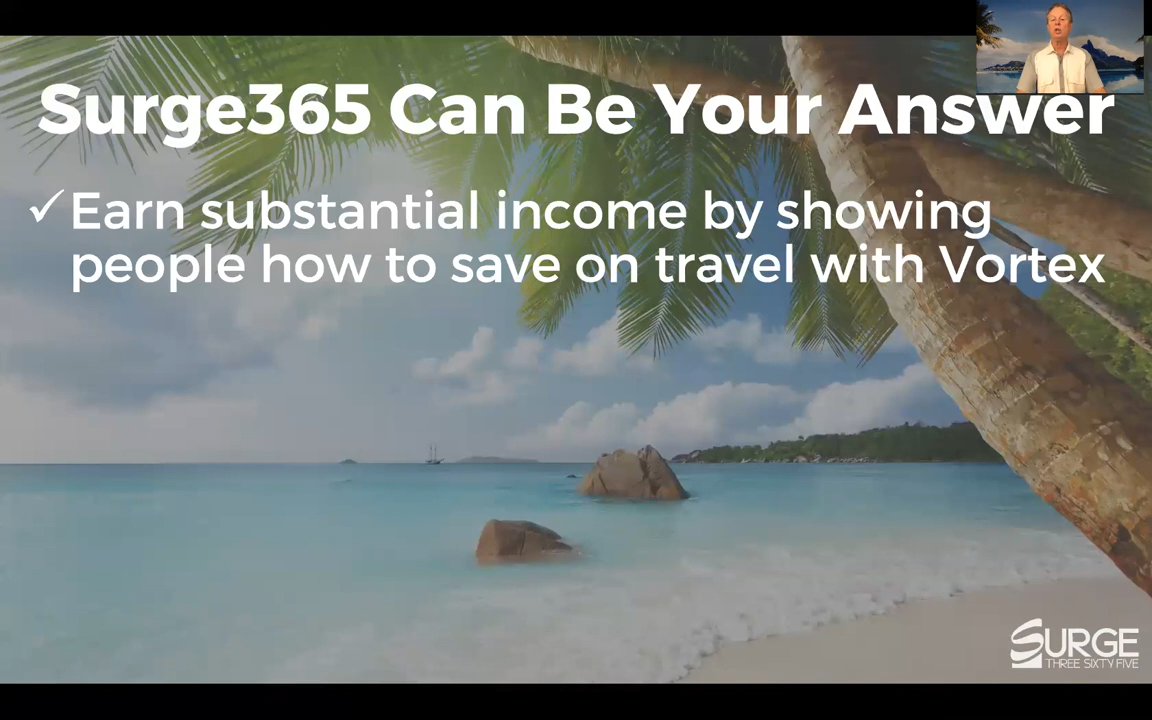 Surge365 Can Be Your Answer
✓ Earn substantial income by showing
people how to save on travel with Vortex
SURGE
THREE SIXTY FIVE